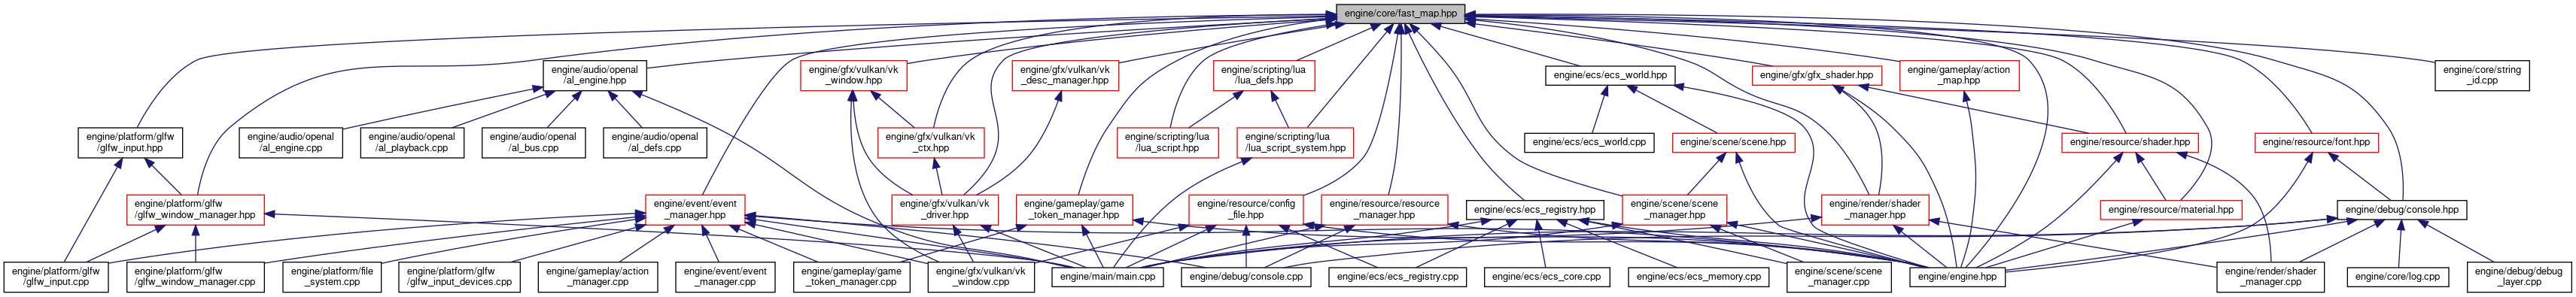 engine/core/fast_map.hpp
engine/audio/openal
/al_engine.hpp
engine/gfx/vulkan/vk
_window.hpp
engine/gfx/vulkan/vk
_desc_manager.hpp
engine/scripting/lua
/lua_defs.hpp
engine/ecs/ecs_world.hpp
engine/gfx/gfx_shader.hpp
engine/gameplay/action
_map.hpp
engine/core/string
_id.cpp
engine/platform/glfw
/glfw_input.hpp
engine/audio/openal
/al_engine.cpp
engine/audio/openal
/al_playback.cpp
engine/audio/openal
/al_bus.cpp
engine/audio/openal
/al_defs.cpp
engine/gfx/vulkan/vk
_ctx.hpp
engine/scripting/lua
/lua_script.hpp
engine/scripting/lua
/lua_script_system.hpp
engine/ecs/ecs_world.cpp
engine/scene/scene.hpp
engine/resource/shader.hpp
engine/resource/font.hpp
engine/platform/glfw
/glfw_window_manager.hpp
engine/event/event
_manager.hpp
engine/gfx/vulkan/vk
_driver.hpp
engine/gameplay/game
_token_manager.hpp
engine/resource/config
_file.hpp
engine/resource/resource
_manager.hpp
engine/ecs/ecs_registry.hpp
engine/scene/scene
_manager.hpp
engine/render/shader
_manager.hpp
engine/resource/material.hpp
engine/debug/console.hpp
engine/platform/glfw
/glfw_input.cpp
engine/platform/glfw
/glfw_window_manager.cpp
engine/platform/file
_system.cpp
engine/platform/glfw
/glfw_input_devices.cpp
engine/gameplay/action
_manager.cpp
engine/event/event
_manager.cpp
engine/gameplay/game
_token_manager.cpp
engine/gfx/vulkan/vk
_window.cpp
engine/main/main.cpp
engine/debug/console.cpp
engine/ecs/ecs_registry.cpp
engine/ecs/ecs_core.cpp
engine/ecs/ecs_memory.cpp
engine/scene/scene
_manager.cpp
engine/engine.hpp
engine/render/shader
_manager.cpp
engine/core/log.cpp
engine/debug/debug
_layer.cpp